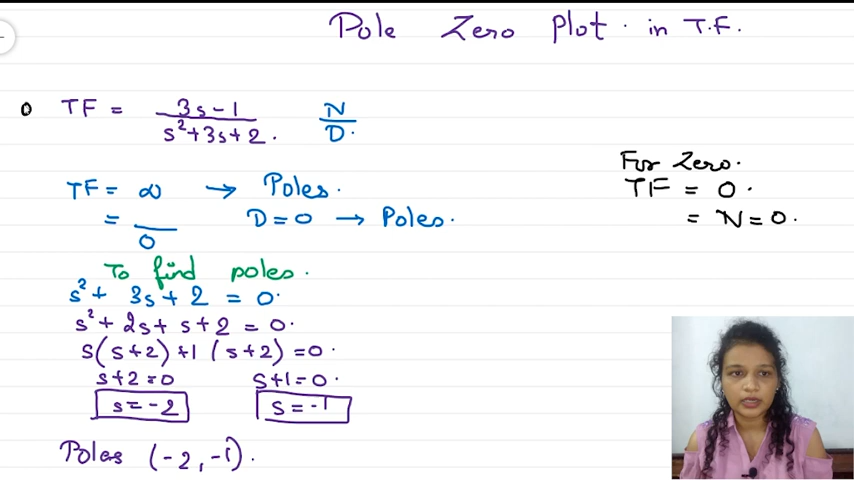 Pole Zero Plot. in T.F.
o TF = 3s-1 / s²+3s+2. N/D.
TF = ∞ → Poles.
= —/0 D=0 → Poles.
To find poles.
s² + 3s + 2 = 0.
s² + 2s + s + 2 = 0.
s(s+2)+1(s+2)=0.
s+2=0 s+1=0.
s=-2 s=-1
Poles (-2,-1).
For Zero.
TF = 0.
= N=0.